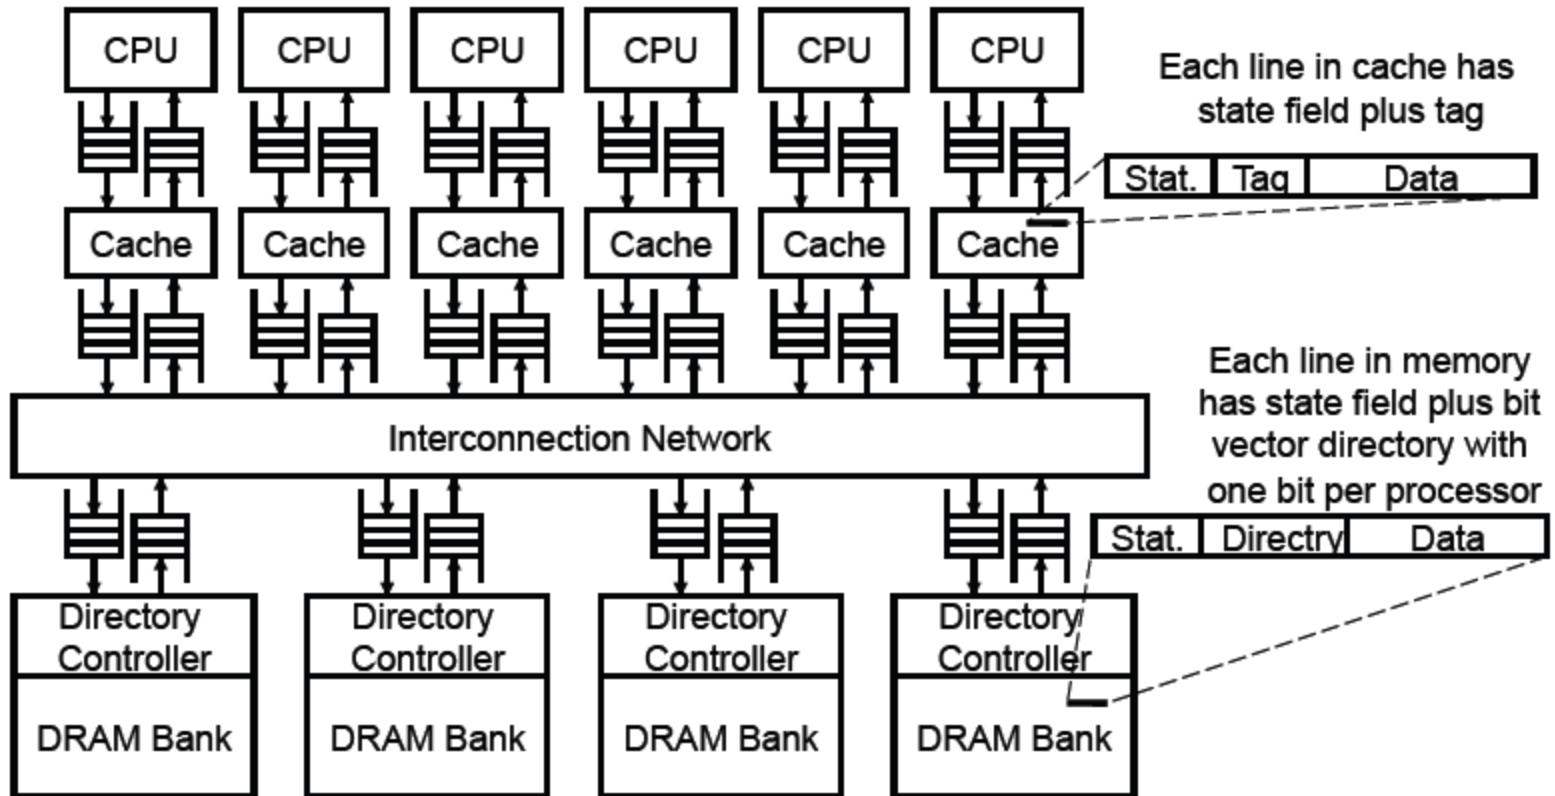 CPU CPU CPU CPU CPU CPU
Each line in cache has
state field plus tag
Stat. Tag Data
Cache Cache Cache Cache Cache Cache
Each line in memory
has state field plus bit
vector directory with
one bit per processor
Interconnection Network
Stat. Directry Data
Directory
Controller
DRAM Bank
Directory
Controller
DRAM Bank
Directory
Controller
DRAM Bank
Directory
Controller
DRAM Bank